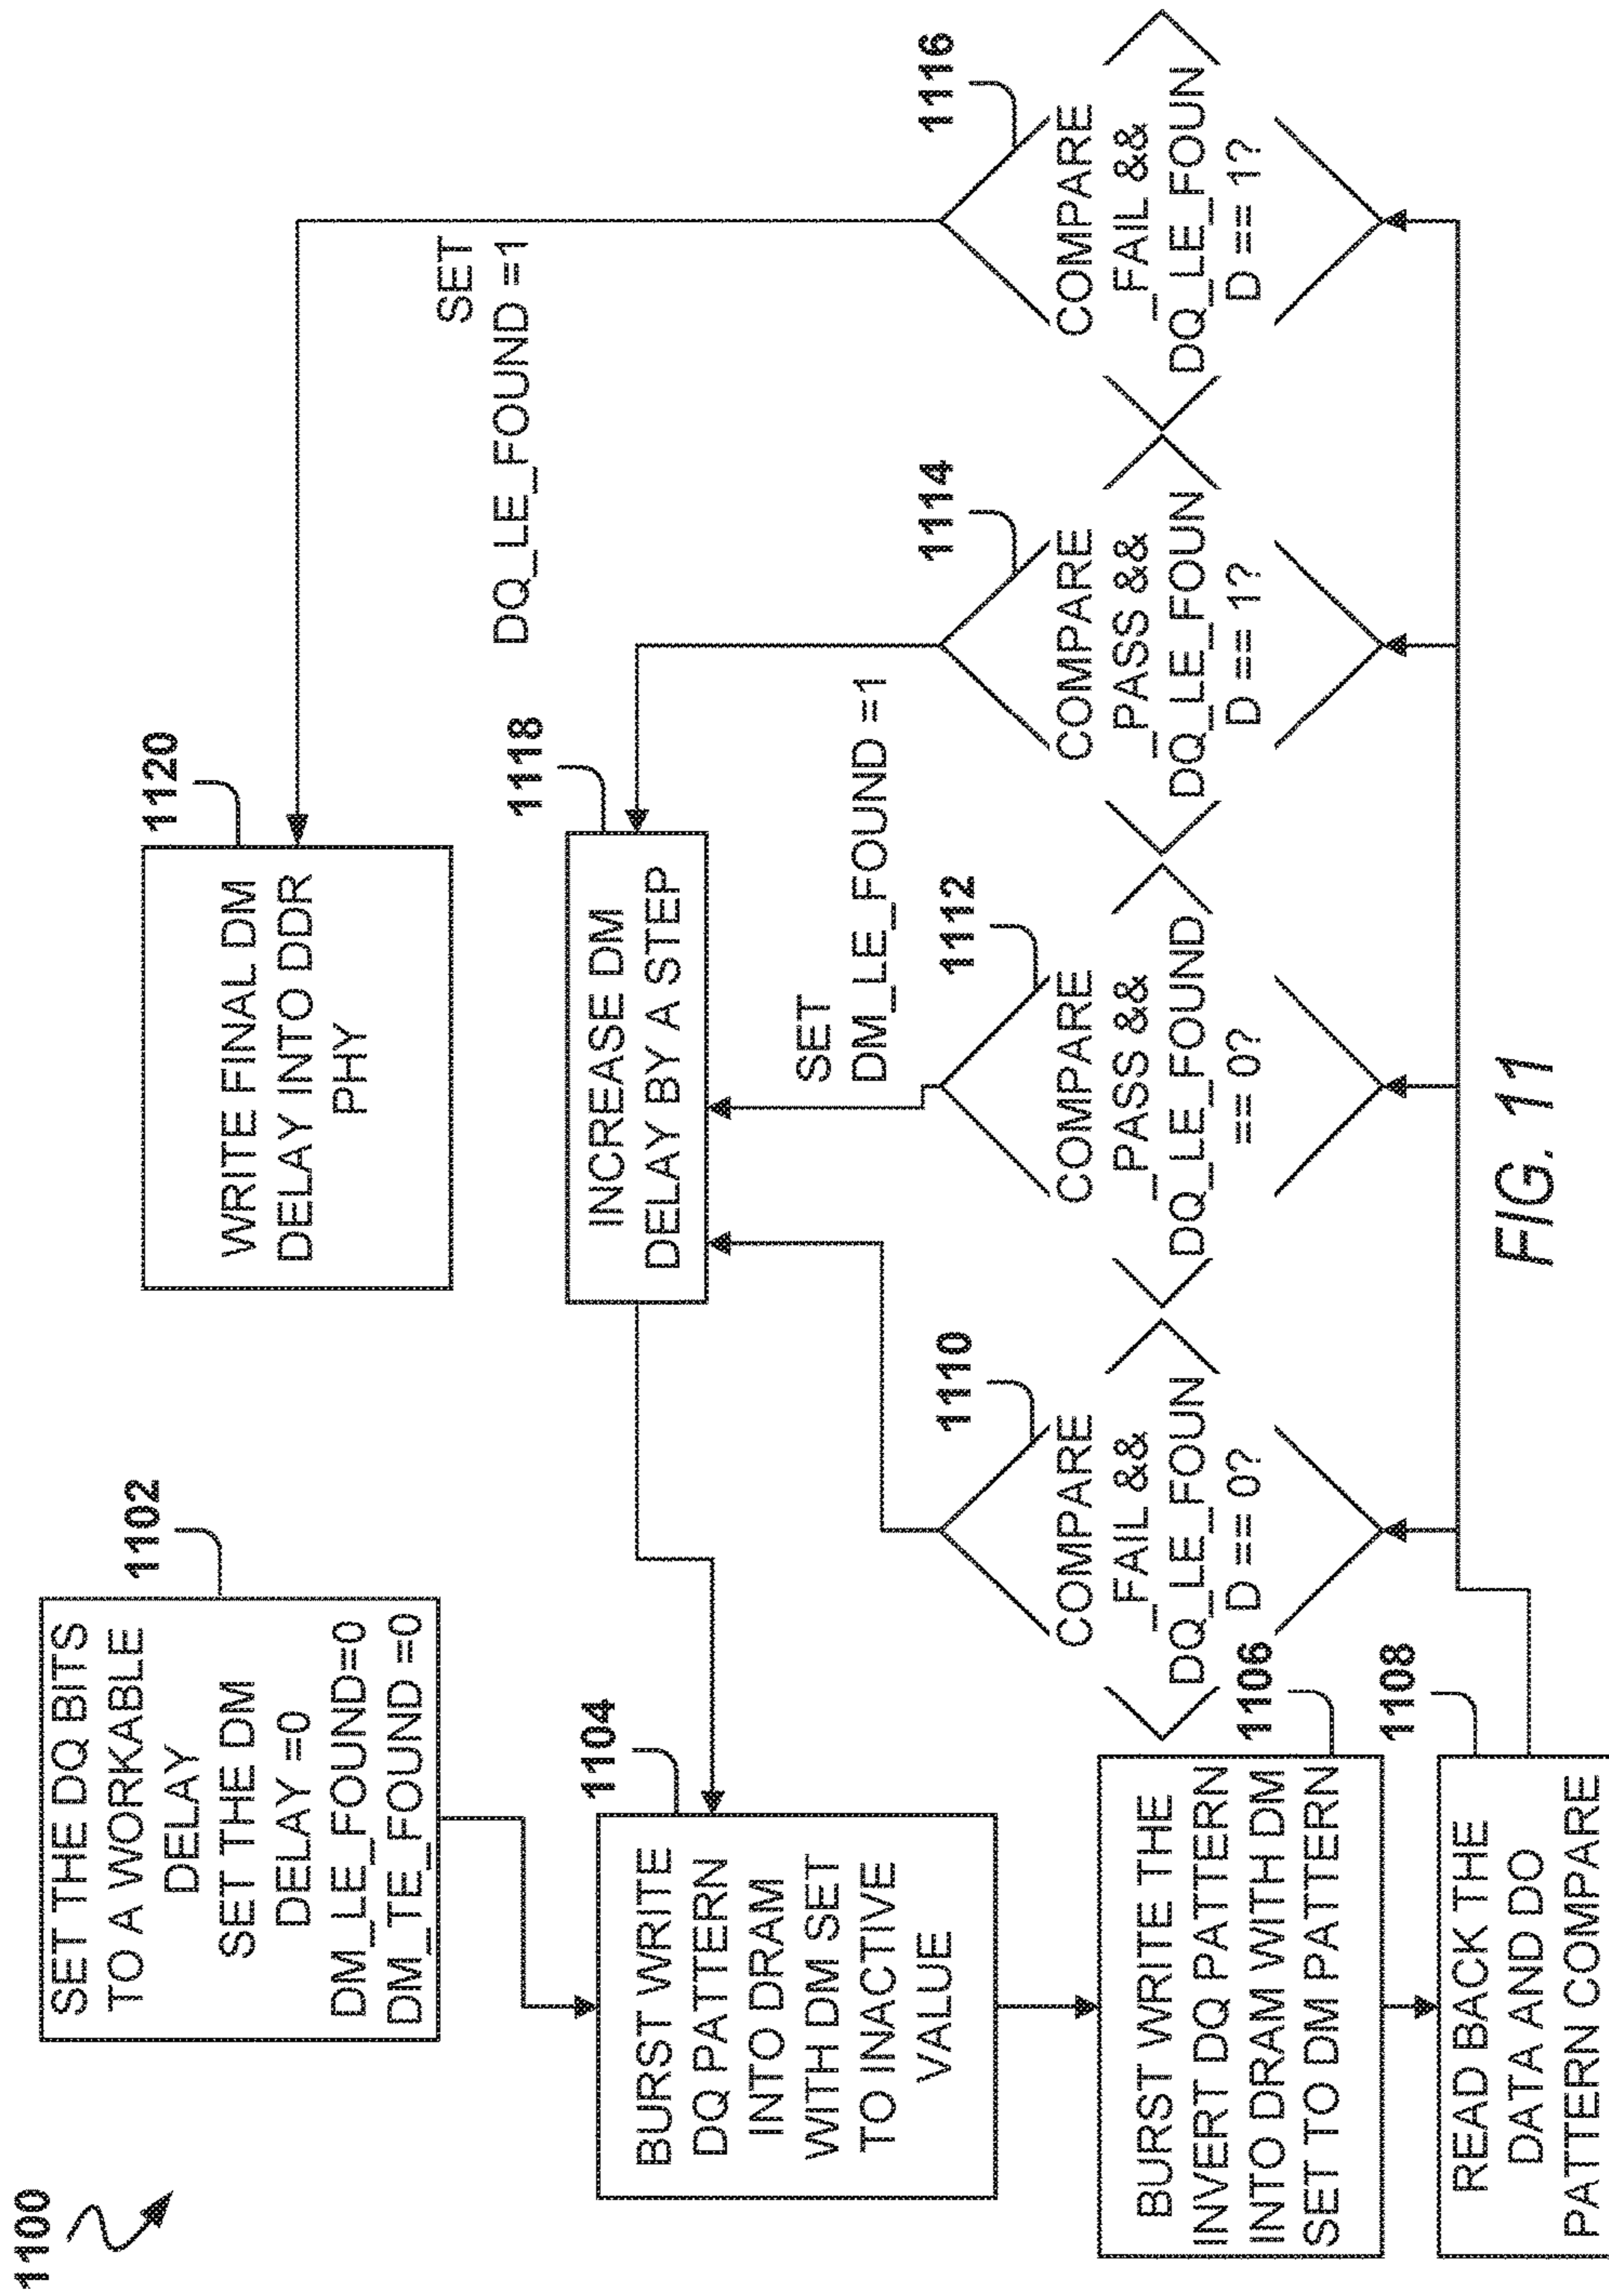 1100
SET THE DQ BITS
TO A WORKABLE
DELAY
SET THE DM
DELAY =0
DM_LE_FOUND=0
DM_TE_FOUND =0
1102
BURST WRITE
DQ PATTERN
INTO DRAM
WITH DM SET
TO INACTIVE
VALUE
1104
BURST WRITE THE
INVERT DQ PATTERN
INTO DRAM WITH DM
SET TO DM PATTERN
1106
READ BACK THE
DATA AND DO
PATTERN COMPARE
1108
COMPARE
_FAIL &&
DQ_LE_FOUN
D == 0?
1110
COMPARE
_PASS &&
DQ_LE_FOUND
== 0?
1112
SET
DM_LE_FOUND =1
COMPARE
_PASS &&
DQ_LE_FOUN
D == 1?
1114
COMPARE
_FAIL &&
DQ_LE_FOUN
D == 1?
1116
SET
DQ_LE_FOUND =1
INCREASE DM
DELAY BY A STEP
1118
WRITE FINAL DM
DELAY INTO DDR
PHY
1120
FIG. 11